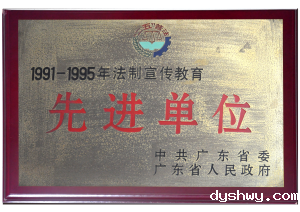 1991-1995年法制宣传教育
先进单位
中共广东省委
广东省人民政府
dyshwy.com